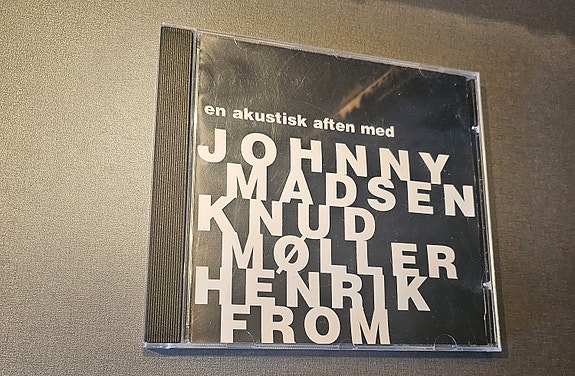 en akustisk aften med
JOHNNY
MADSEN
KNUD
MØLLER
HENRIK
FROM